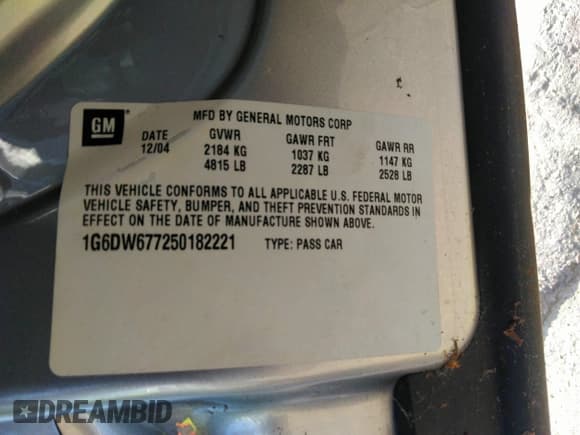 GM
MFD BY GENERAL MOTORS CORP
DATE GVWR GAWR FRT GAWR RR
12/04 2184 KG 1037 KG 1147 KG
4815 LB 2287 LB 2528 LB
THIS VEHICLE CONFORMS TO ALL APPLICABLE U.S. FEDERAL MOTOR
VEHICLE SAFETY, BUMPER, AND THEFT PREVENTION STANDARDS IN
EFFECT ON THE DATE OF MANUFACTURE SHOWN ABOVE.
1G6DW677250182221 TYPE: PASS CAR
DREAMBID